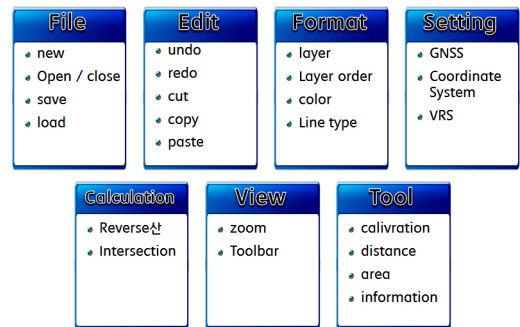 File
new
Open / close
save
load
Edit
undo
redo
cut
copy
paste
Format
layer
Layer order
color
Line type
Setting
GNSS
Coordinate
System
VRS
Calculation
Reverse산
Intersection
View
zoom
Toolbar
Tool
calivration
distance
area
information